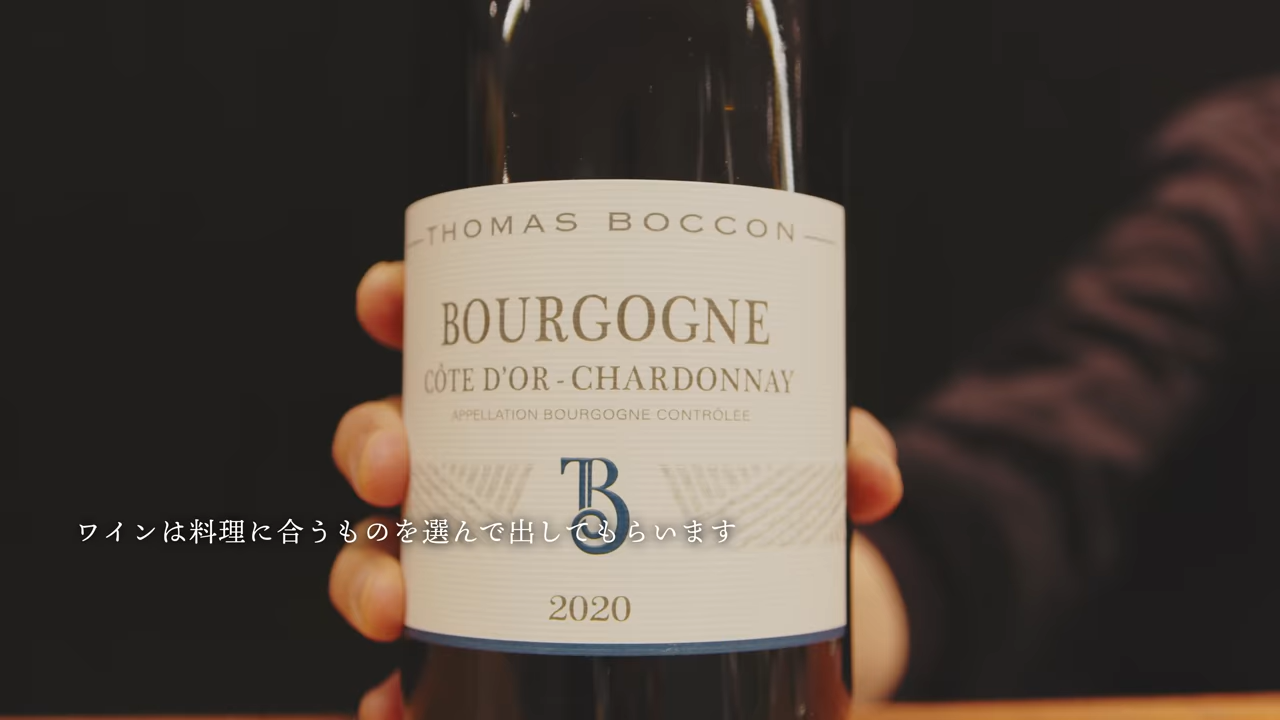 THOMAS BOCCON
BOURGOGNE
CÔTE D'OR - CHARDONNAY
APPELLATION BOURGOGNE CONTRÔLÉE
TB
ワインは料理に合うものを選んで出してもらいます
2020